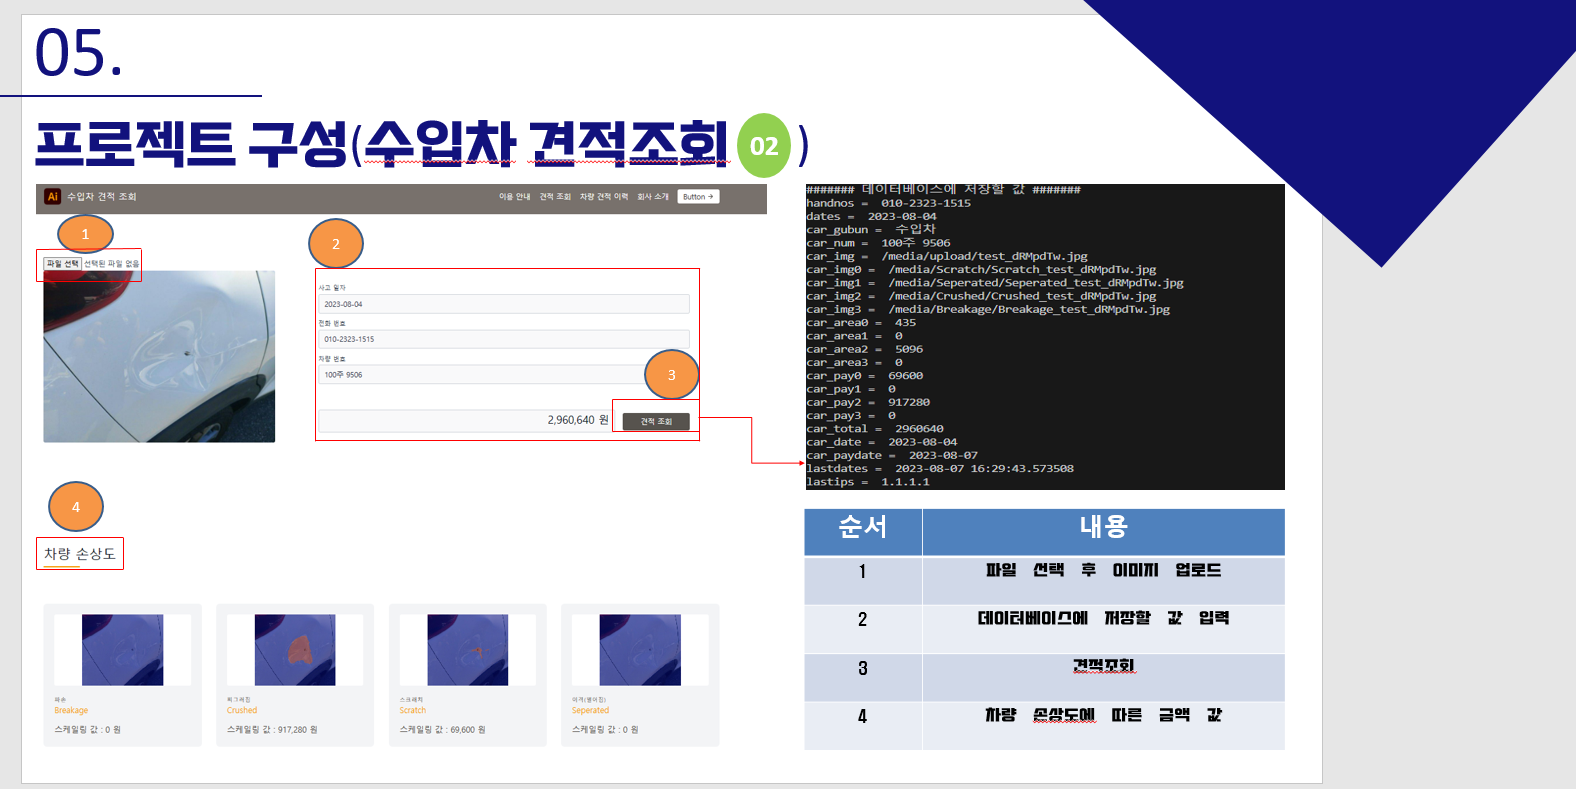 05.
프로젝트 구성(수입차 견적조회 02 )
Ai 수입차 견적 조회
이용 안내 견적 조회 차량 견적 이력 회사 소개 Button →
1
파일 선택 선택된 파일 없음
2
사고 일자
2023-08-04
전화 번호
010-2323-1515
차량 번호
100주 9506
3
2,960,640 원
견적 조회
4
차량 손상도
파손
Breakage
스케일링 값 : 0 원
찌그러짐
Crushed
스케일링 값 : 917,280 원
스크래치
Scratch
스케일링 값 : 69,600 원
이격(벌어짐)
Seperated
스케일링 값 : 0 원
####### 데이터베이스에 저장할 값 #######
handnos = 010-2323-1515
dates = 2023-08-04
car_gubun = 수입차
car_num = 100주 9506
car_img = /media/upload/test_dRMpdTw.jpg
car_img0 = /media/Scratch/Scratch_test_dRMpdTw.jpg
car_img1 = /media/Seperated/Seperated_test_dRMpdTw.jpg
car_img2 = /media/Crushed/Crushed_test_dRMpdTw.jpg
car_img3 = /media/Breakage/Breakage_test_dRMpdTw.jpg
car_area0 = 435
car_area1 = 0
car_area2 = 5096
car_area3 = 0
car_pay0 = 69600
car_pay1 = 0
car_pay2 = 917280
car_pay3 = 0
car_total = 2960640
car_date = 2023-08-04
car_paydate = 2023-08-07
lastdates = 2023-08-07 16:29:43.573508
lastips = 1.1.1.1
순서 내용
1 파일 선택 후 이미지 업로드
2 데이터베이스에 저장할 값 입력
3 견적조회
4 차량 손상도에 따른 금액 값